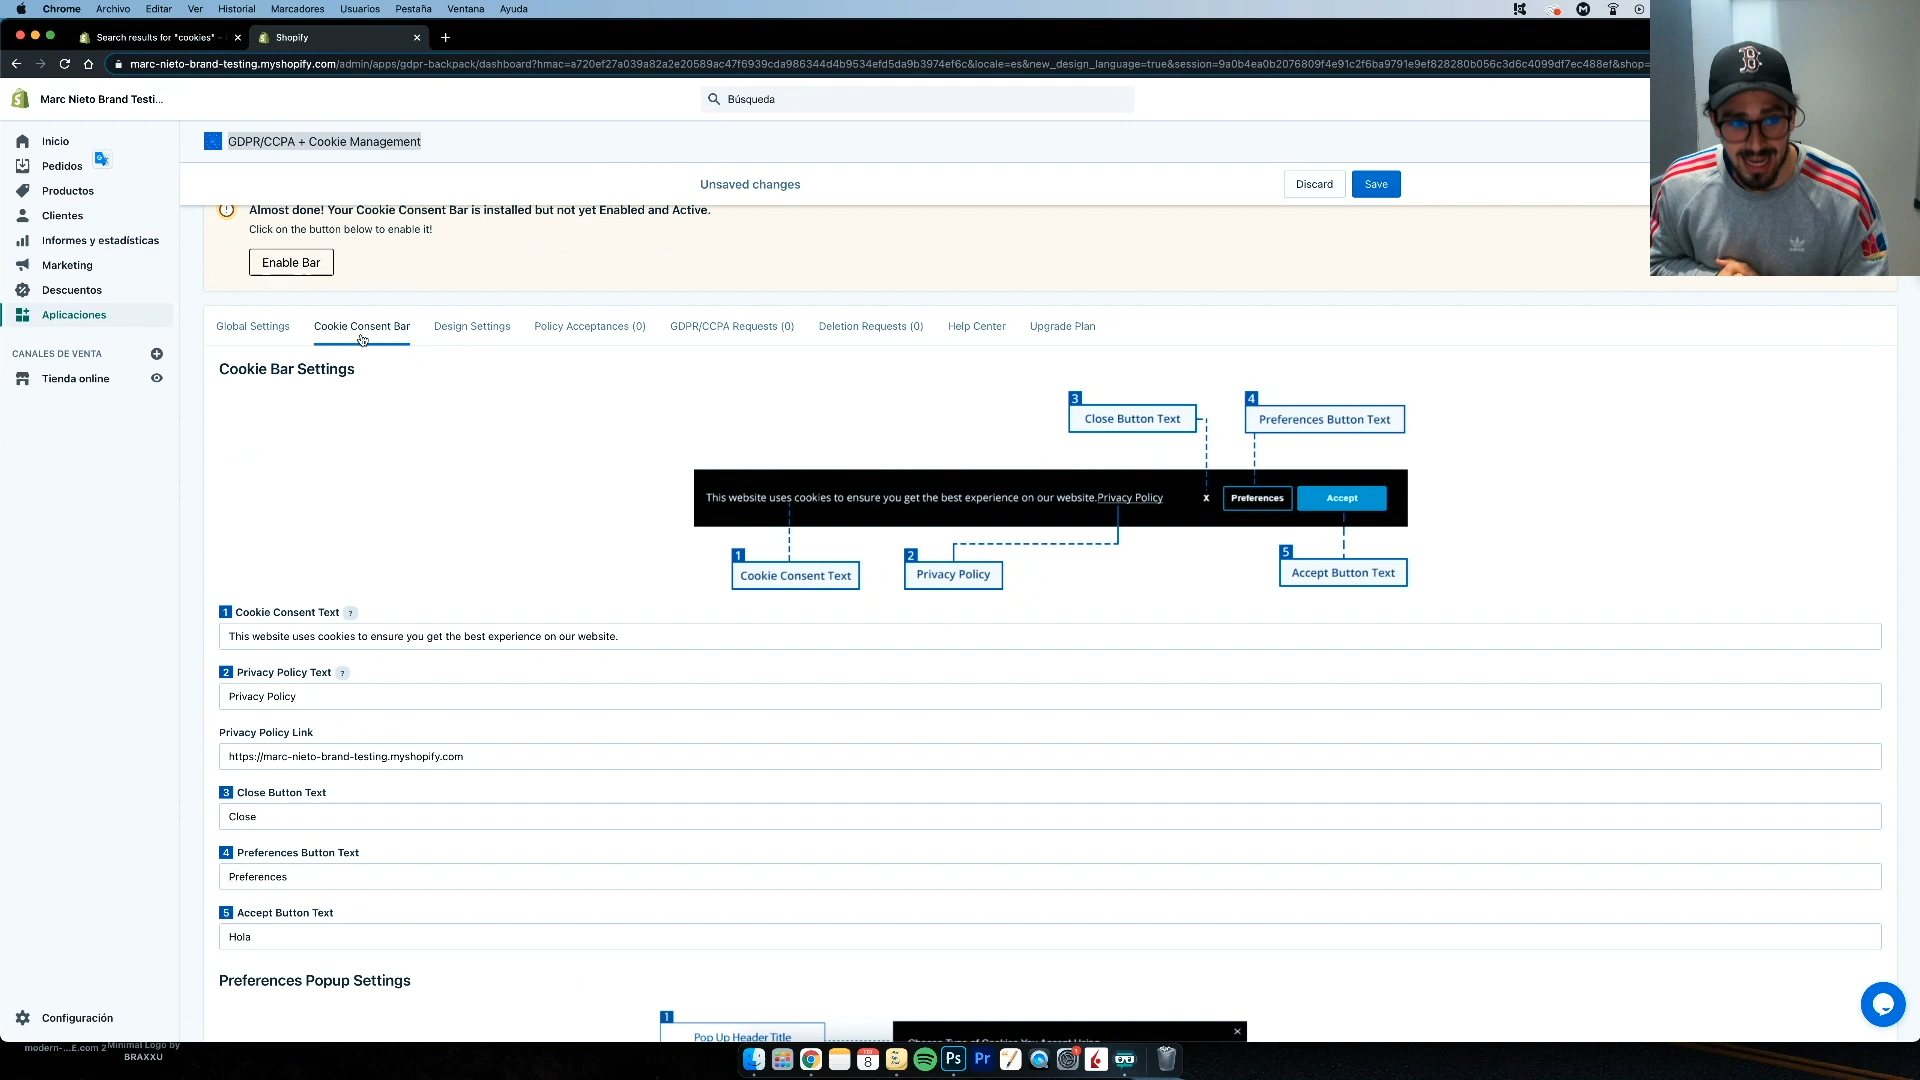 Chrome Archivo Editar Ver Historial Marcadores Usuarios Pestaña Ventana Ayuda
Search results for "cookies" -
Shopify
marc-nieto-brand-testing.myshopify.com/admin/apps/gdpr-backpack/dashboard?hmac=a720ef27a039a82a2e20589ac47f6939cda986344d4b9534efd5da9b3974ef6c&locale=es&new_design_language=true&session=9a0b4ea0b2076809f4e91c2f6ba9791e9ef828280b056c3d6c4099df7ec488ef&shop=
Marc Nieto Brand Testi...
Búsqueda
Inicio
Pedidos
Productos
Clientes
Informes y estadísticas
Marketing
Descuentos
Aplicaciones
CANALES DE VENTA
Tienda online
Configuración
GDPR/CCPA + Cookie Management
Unsaved changes
Discard
Save
Almost done! Your Cookie Consent Bar is installed but not yet Enabled and Active.
Click on the button below to enable it!
Enable Bar
Global Settings Cookie Consent Bar Design Settings Policy Acceptances (0) GDPR/CCPA Requests (0) Deletion Requests (0) Help Center Upgrade Plan
Cookie Bar Settings
3 Close Button Text
4 Preferences Button Text
This website uses cookies to ensure you get the best experience on our website.Privacy Policy X Preferences Accept
1 Cookie Consent Text
2 Privacy Policy
5 Accept Button Text
1 Cookie Consent Text ?
This website uses cookies to ensure you get the best experience on our website.
2 Privacy Policy Text ?
Privacy Policy
Privacy Policy Link
https://marc-nieto-brand-testing.myshopify.com
3 Close Button Text
Close
4 Preferences Button Text
Preferences
5 Accept Button Text
Hola
Preferences Popup Settings
1
Pop Up Header Title
modern-...E.com 2
Minimal Logo by
BRAXXU
8
Ps
Pr